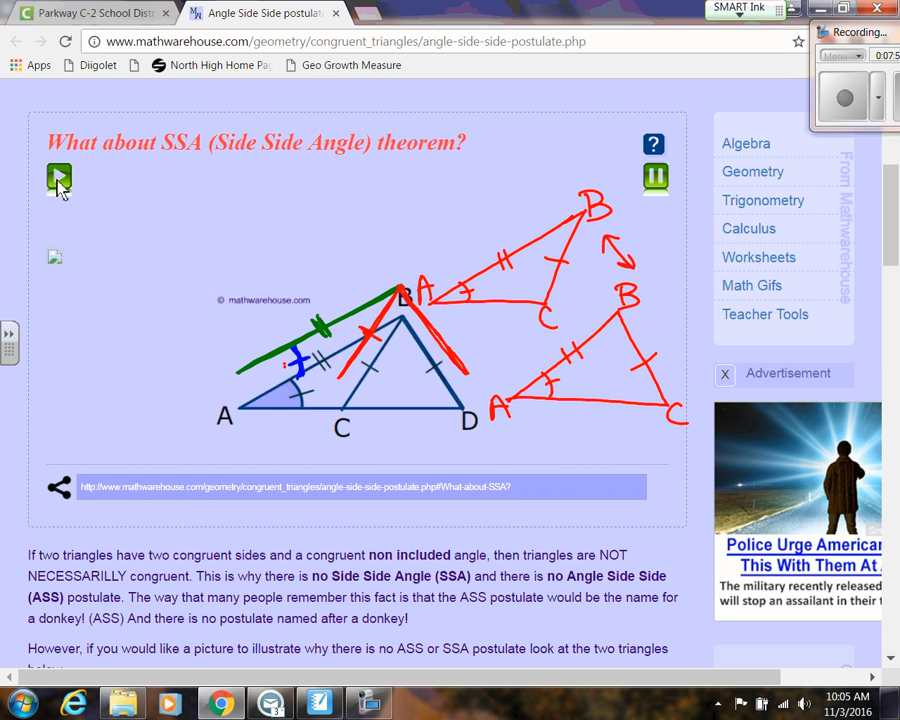 Parkway C-2 School Dist
Angle Side Side postulat
SMART Ink
Recording...
www.mathwarehouse.com/geometry/congruent_triangles/angle-side-side-postulate.php
Menu
0:07:5
Apps
Diigolet
North High Home Pa
Geo Growth Measure
What about SSA (Side Side Angle) theorem?
?
B
A
© mathwarehouse.com
B
C
B
A
C
D
A
C
http://www.mathwarehouse.com/geometry/congruent_triangles/angle-side-side-postulate.php#What-about-SSA?
If two triangles have two congruent sides and a congruent non included angle, then triangles are NOT
NECESSARILLY congruent. This is why there is no Side Side Angle (SSA) and there is no Angle Side Side
(ASS) postulate. The way that many people remember this fact is that the ASS postulate would be the name for
a donkey! (ASS) And there is no postulate named after a donkey!
However, if you would like a picture to illustrate why there is no ASS or SSA postulate look at the two triangles
Algebra
Geometry
Trigonometry
Calculus
Worksheets
Math Gifs
Teacher Tools
From Mathwarehouse
X Advertisement
Police Urge American
This With Them At
The military recently released
will stop an assailant in their t
3
10:05 AM
11/3/2016